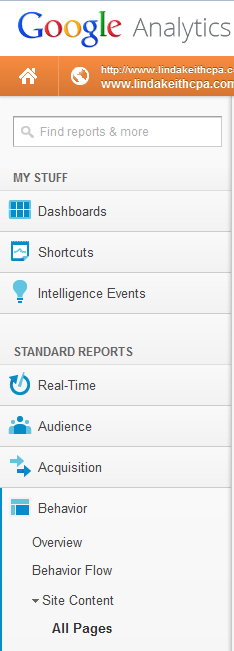 Google Analytics
http://www.lindakeithcpa.c
www.lindakeithcpa.com
Find reports & more
MY STUFF
Dashboards
Shortcuts
Intelligence Events
STANDARD REPORTS
Real-Time
Audience
Acquisition
Behavior
Overview
Behavior Flow
Site Content
All Pages